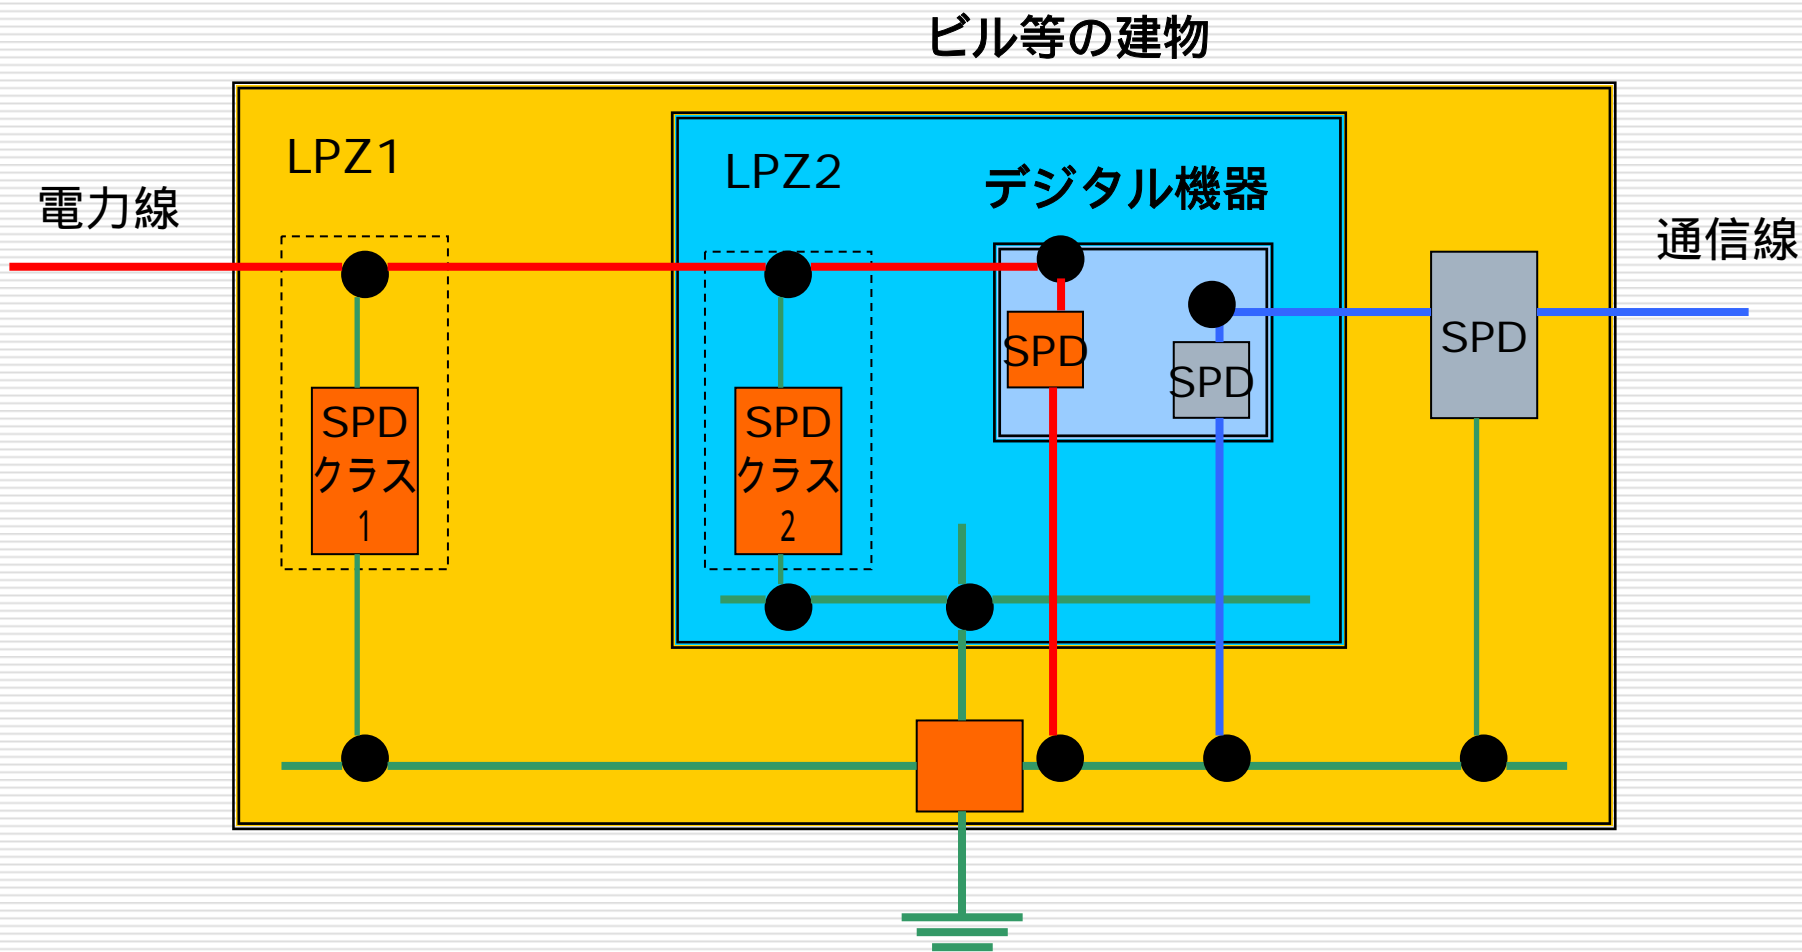 ビル等の建物
LPZ1
LPZ2
デジタル機器
電力線
通信線
SPD
SPD
SPD
SPD
クラス
1
SPD
クラス
2